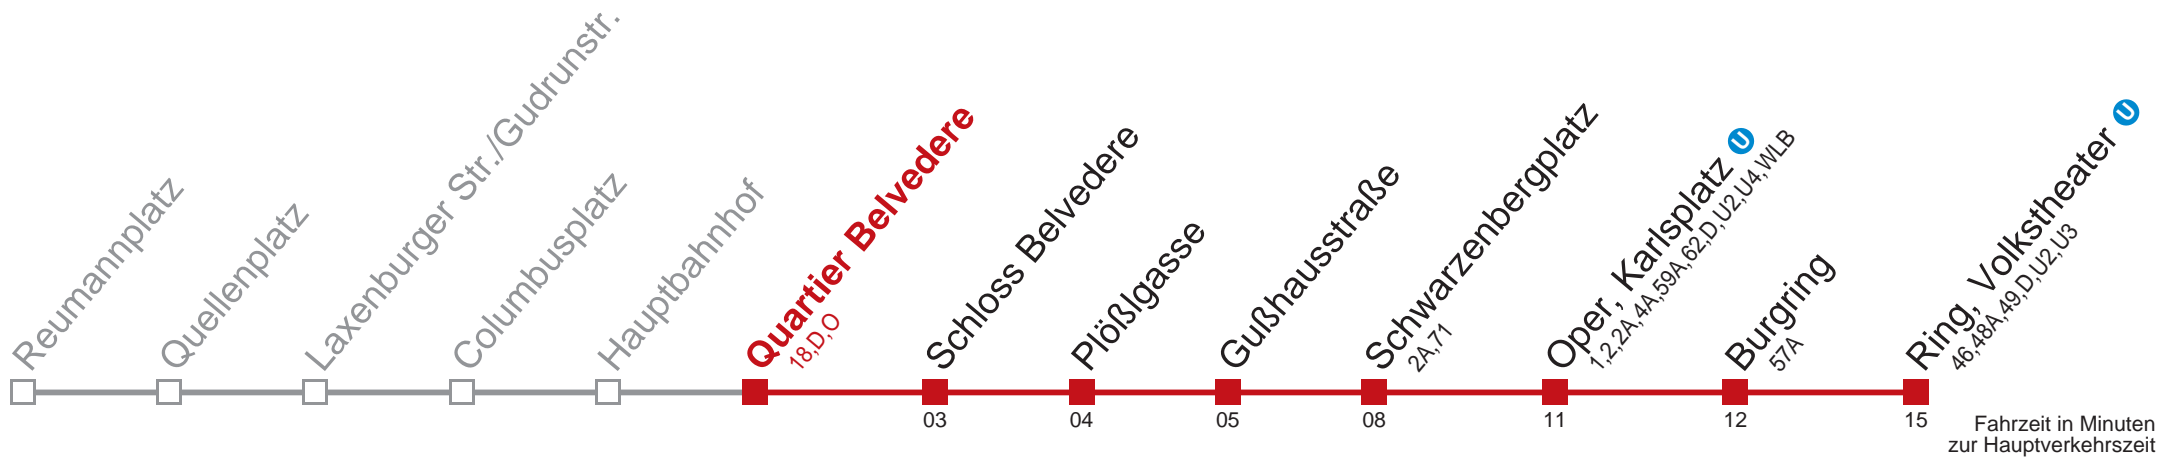 Reumannplatz
Quellenplatz
Laxenburger Str./Gudrunstr.
Columbusplatz
Hauptbahnhof
Quartier Belvedere
18,D,O
Schloss Belvedere
Plößlgasse
Gußhausstraße
Schwarzenbergplatz
2A,71
Oper, Karlsplatz U
1,2,2A,4A,59A,62,D,U2,U4,WLB
Burgring
57A
Ring, Volkstheater U
46,48A,49,D,U2,U3
03
04
05
08
11
12
15
Fahrzeit in Minuten
zur Hauptverkehrszeit